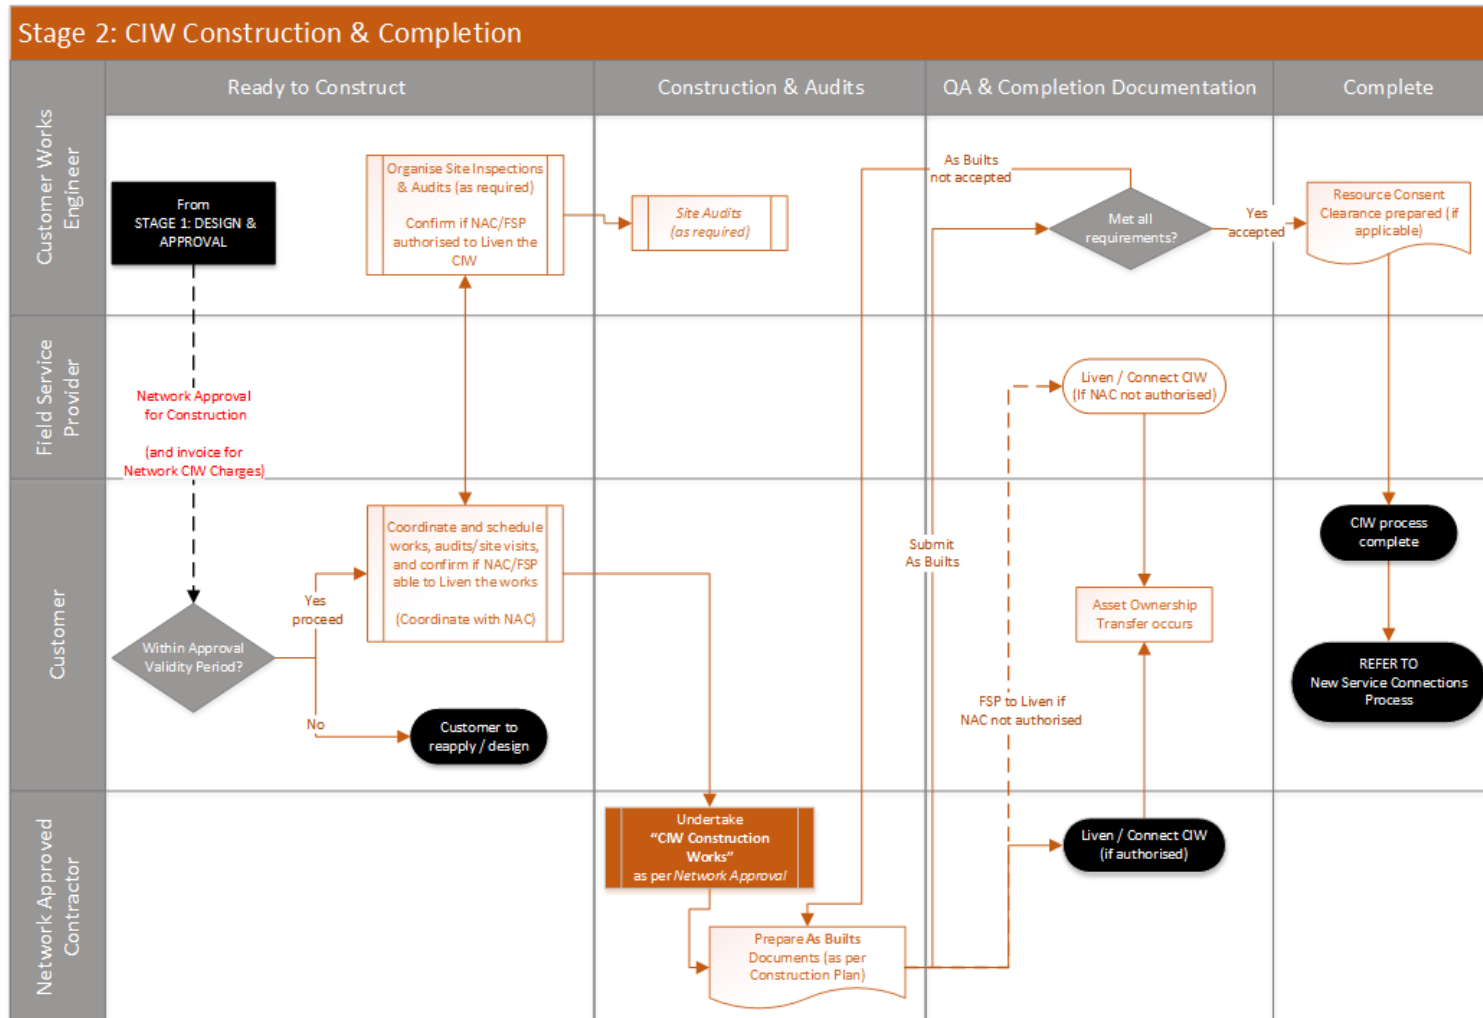 Stage 2: CIW Construction & Completion
Ready to Construct
Construction & Audits
QA & Completion Documentation
Complete
Customer Works
Engineer
From
STAGE 1: DESIGN &
APPROVAL
Organise Site Inspections
& Audits (as required)
Confirm if NAC/FSP
authorised to Liven the
CIW
Site Audits
(as required)
As Builts
not accepted
Met all
requirements?
Yes
accepted
Resource Consent
Clearance prepared (if
applicable)
Field Service
Provider
Network Approval
for Construction
(and invoice for
Network CIW Charges)
Liven / Connect CIW
(If NAC not authorised)
Customer
Within Approval
Validity Period?
Yes
proceed
No
Coordinate and schedule
works, audits/site visits,
and confirm if NAC/FSP
able to Liven the works
(Coordinate with NAC)
Customer to
reapply / design
Submit
As Builts
FSP to Liven if
NAC not authorised
Asset Ownership
Transfer occurs
CIW process
complete
REFER TO
New Service Connections
Process
Network Approved
Contractor
Undertake
“CIW Construction
Works”
as per Network Approval
Prepare As Builts
Documents (as per
Construction Plan)
Liven / Connect CIW
(if authorised)